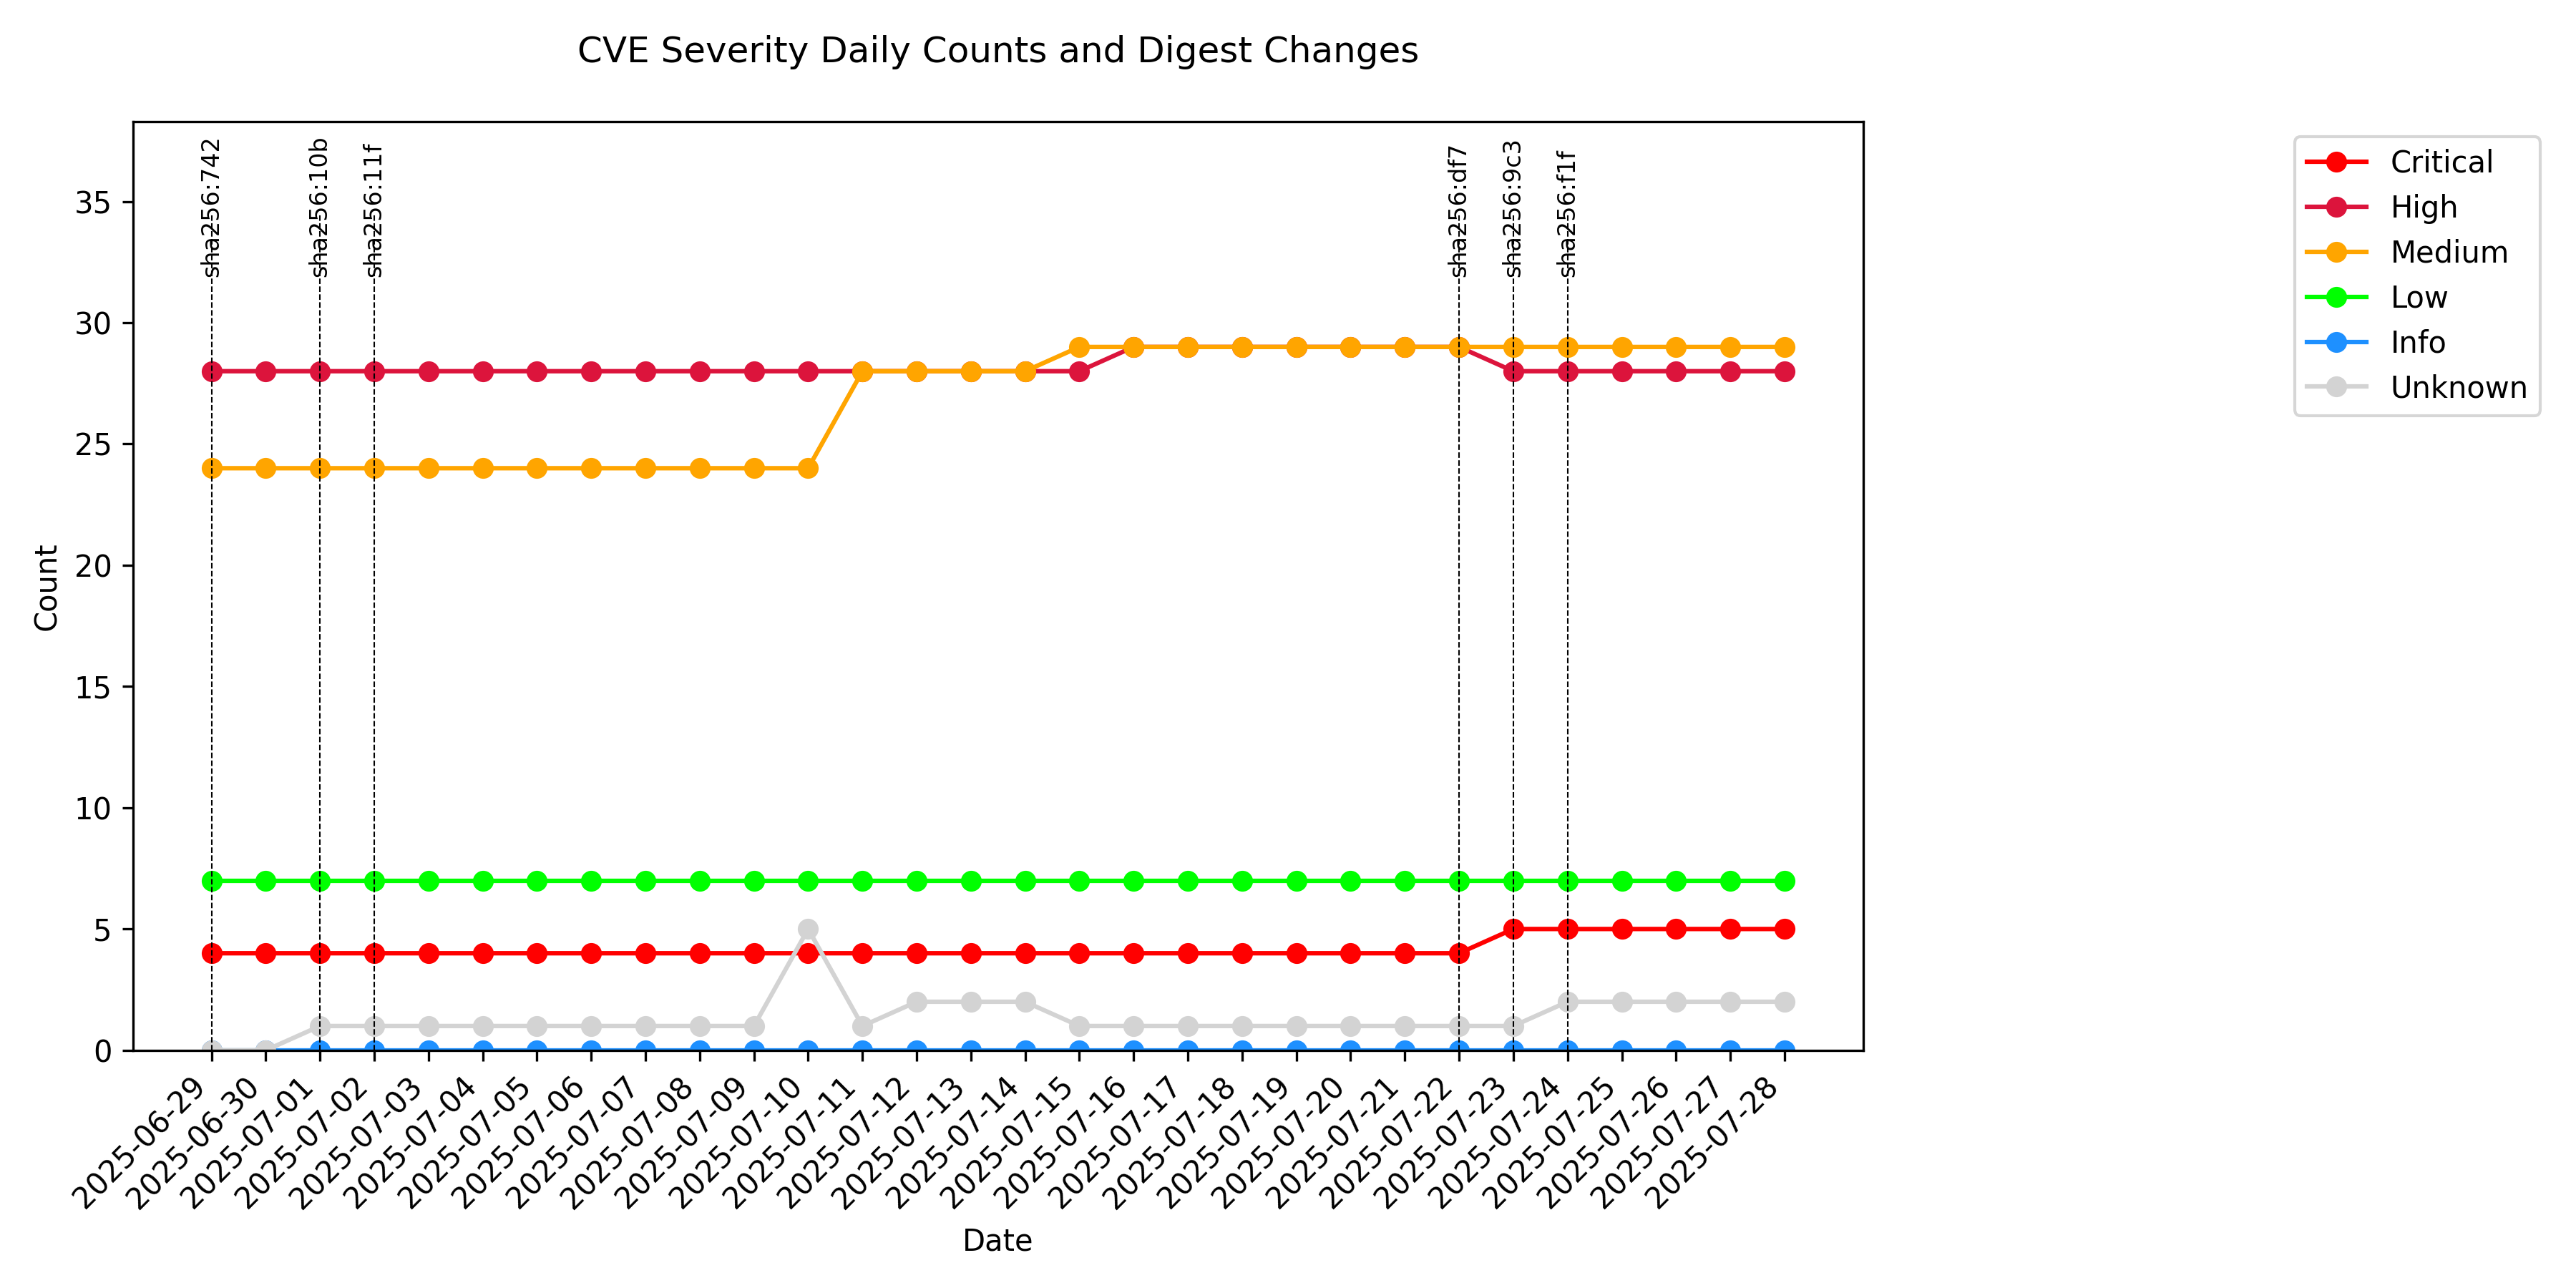 CVE Severity Daily Counts and Digest Changes
sha256:742
sha256:10b
sha256:11f
sha256:df7
sha256:9c3
sha256:f1f
Critical
High
Medium
Low
Info
Unknown
35
30
25
20
15
10
5
0
Count
2025-06-29
2025-06-30
2025-07-01
2025-07-02
2025-07-03
2025-07-04
2025-07-05
2025-07-06
2025-07-07
2025-07-08
2025-07-09
2025-07-10
2025-07-11
2025-07-12
2025-07-13
2025-07-14
2025-07-15
2025-07-16
2025-07-17
2025-07-18
2025-07-19
2025-07-20
2025-07-21
2025-07-22
2025-07-23
2025-07-24
2025-07-25
2025-07-26
2025-07-27
2025-07-28
Date